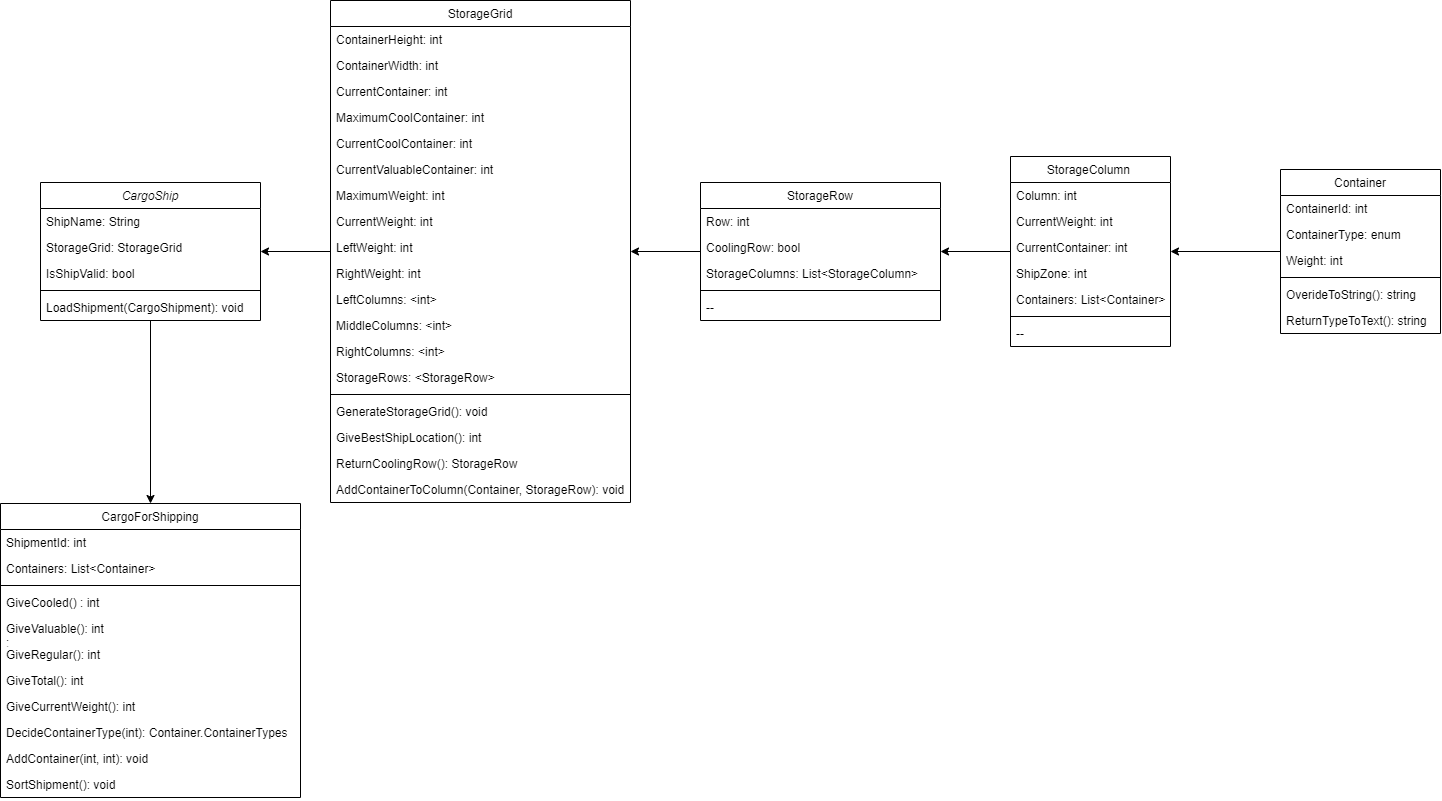 StorageGrid
ContainerHeight: int
ContainerWidth: int
CurrentContainer: int
MaximumCoolContainer: int
CurrentCoolContainer: int
CurrentValuableContainer: int
MaximumWeight: int
CurrentWeight: int
LeftWeight: int
RightWeight: int
LeftColumns: <int>
MiddleColumns: <int>
RightColumns: <int>
StorageRows: <StorageRow>
GenerateStorageGrid(): void
GiveBestShipLocation(): int
ReturnCoolingRow(): StorageRow
AddContainerToColumn(Container, StorageRow): void
CargoShip
ShipName: String
StorageGrid: StorageGrid
IsShipValid: bool
LoadShipment(CargoShipment): void
StorageRow
Row: int
CoolingRow: bool
StorageColumns: List<StorageColumn>
--
StorageColumn
Column: int
CurrentWeight: int
CurrentContainer: int
ShipZone: int
Containers: List<Container>
--
Container
ContainerId: int
ContainerType: enum
Weight: int
OverideToString(): string
ReturnTypeToText(): string
CargoForShipping
ShipmentId: int
Containers: List<Container>
GiveCooled() : int
GiveValuable(): int
:
GiveRegular(): int
GiveTotal(): int
GiveCurrentWeight(): int
DecideContainerType(int): Container.ContainerTypes
AddContainer(int, int): void
SortShipment(): void